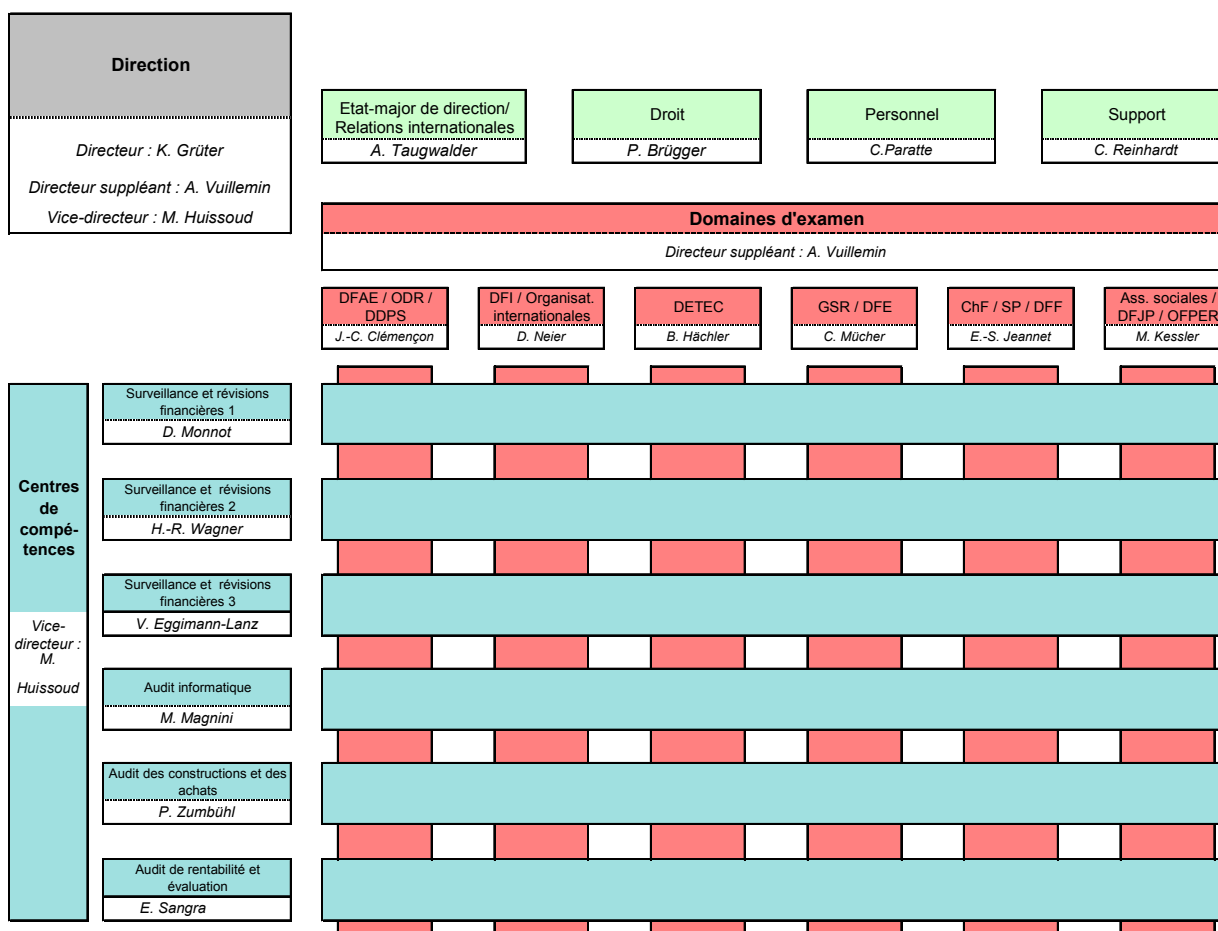 Direction
Directeur : K. Grüter
Directeur suppléant : A. Vuillemin
Vice-directeur : M. Huissoud
Etat-major de direction/
Relations internationales
A. Taugwalder
Droit
P. Brügger
Personnel
C.Paratte
Support
C. Reinhardt
Domaines d'examen
Directeur suppléant : A. Vuillemin
DFAE / ODR /
DDPS
J.-C. Clémençon
DFI / Organisat.
internationales
D. Neier
DETEC
B. Hächler
GSR / DFE
C. Mücher
ChF / SP / DFF
E.-S. Jeannet
Ass. sociales /
DFJP / OFPER
M. Kessler
Centres
de
compé-
tences
Vice-
directeur :
M.
Huissoud
Surveillance et révisions
financières 1
D. Monnot
Surveillance et révisions
financières 2
H.-R. Wagner
Surveillance et révisions
financières 3
V. Eggimann-Lanz
Audit informatique
M. Magnini
Audit des constructions et des
achats
P. Zumbühl
Audit de rentabilité et
évaluation
E. Sangra